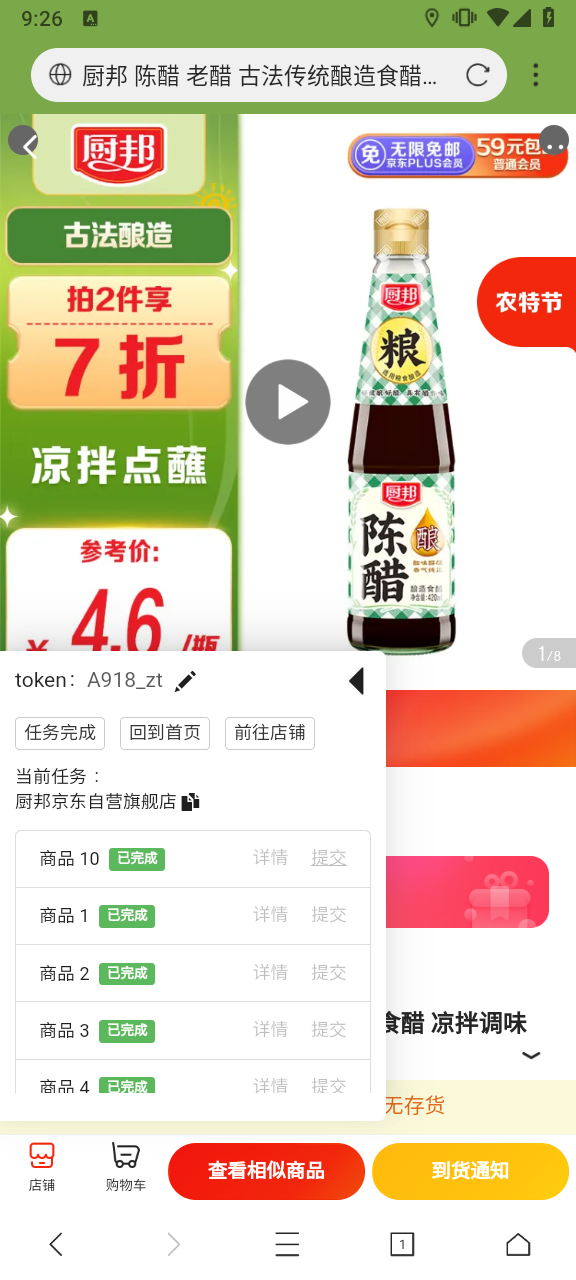 9:26
A
厨邦 陈醋 老醋 古法传统酿造食醋...
厨邦
免 无限免邮
京东PLUS会员
59元包
普通会员
古法酿造
拍2件享
7折
凉拌点蘸
参考价:
¥4.6/瓶
农特节
厨邦
粮
厨邦
陈醋
酿
酿造食醋
净含量:420ml
1/8
token: A918_zt
任务完成 回到首页 前往店铺
当前任务：
厨邦京东自营旗舰店
商品 10 已完成 详情 提交
商品 1 已完成 详情 提交
商品 2 已完成 详情 提交
商品 3 已完成 详情 提交
商品 4 已完成 详情 提交
食醋 凉拌调味
无存货
店铺
购物车
查看相似商品
到货通知
1